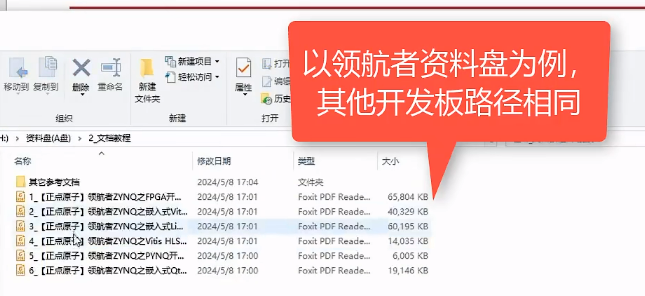 以领航者资料盘为例，
其他开发板路径相同
移动到 复制到 删除 重命名 新建文件夹 新建项目 轻松访问 属性 打开 编辑 历史
组织 新建 打开
H:) 资料盘(A盘) 2_文档教程
名称 修改日期 类型 大小
其它参考文档 2024/5/8 17:04 文件夹
1_【正点原子】领航者ZYNQ之FPGA开... 2024/5/8 17:01 Foxit PDF Reade... 65,804 KB
2_【正点原子】领航者ZYNQ之嵌入式Vit... 2024/5/8 17:01 Foxit PDF Reade... 40,329 KB
3_【正点原子】领航者ZYNQ之嵌入式Li... 2024/5/8 17:01 Foxit PDF Reade... 60,195 KB
4_【正点原子】领航者ZYNQ之Vitis HLS... 2024/5/8 17:01 Foxit PDF Reade... 14,035 KB
5_【正点原子】领航者ZYNQ之PYNQ开... 2024/5/8 17:00 Foxit PDF Reade... 6,005 KB
6_【正点原子】领航者ZYNQ之嵌入式Qt... 2024/5/8 17:00 Foxit PDF Reade... 19,146 KB